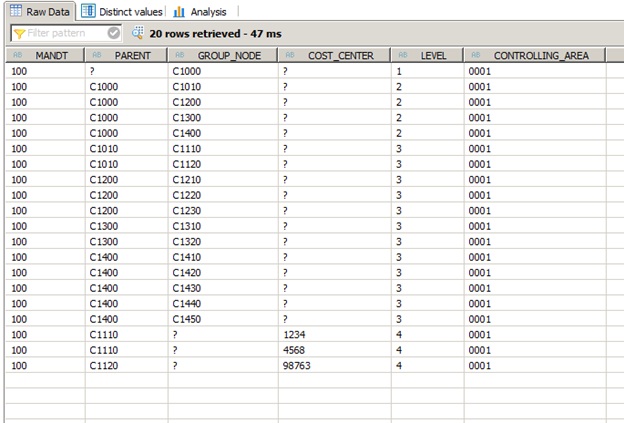 Raw Data Distinct values Analysis
Filter pattern 20 rows retrieved - 47 ms
AB MANDT AB PARENT AB GROUP_NODE AB COST_CENTER AB LEVEL AB CONTROLLING_AREA
100 ? C1000 ? 1 0001
100 C1000 C1010 ? 2 0001
100 C1000 C1200 ? 2 0001
100 C1000 C1300 ? 2 0001
100 C1000 C1400 ? 2 0001
100 C1010 C1110 ? 3 0001
100 C1010 C1120 ? 3 0001
100 C1200 C1210 ? 3 0001
100 C1200 C1220 ? 3 0001
100 C1200 C1230 ? 3 0001
100 C1300 C1310 ? 3 0001
100 C1300 C1320 ? 3 0001
100 C1400 C1410 ? 3 0001
100 C1400 C1420 ? 3 0001
100 C1400 C1430 ? 3 0001
100 C1400 C1440 ? 3 0001
100 C1400 C1450 ? 3 0001
100 C1110 ? 1234 4 0001
100 C1110 ? 4568 4 0001
100 C1120 ? 98763 4 0001